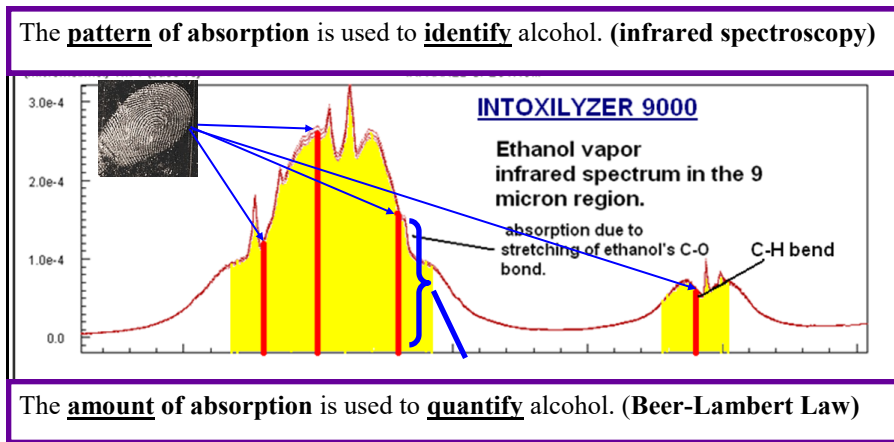 The pattern of absorption is used to identify alcohol. (infrared spectroscopy)
3.0e-4
INTOXILYZER 9000
Ethanol vapor
infrared spectrum in the 9
micron region.
2.0e-4
absorption due to
stretching of ethanol's C-O
bond.
C-H bend
1.0e-4
0.0
The amount of absorption is used to quantify alcohol. (Beer-Lambert Law)